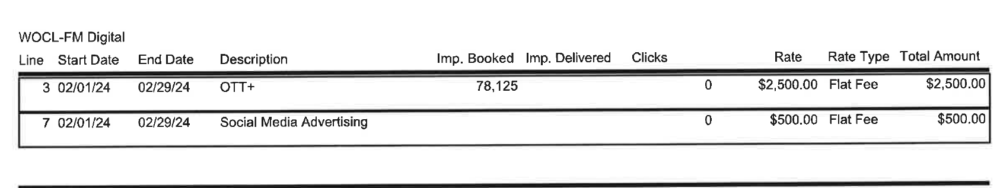 WOCL-FM Digital
Line Start Date End Date Description Imp. Booked Imp. Delivered Clicks Rate Rate Type Total Amount
3 02/01/24 02/29/24 OTT+ 78,125 0 $2,500.00 Flat Fee $2,500.00
7 02/01/24 02/29/24 Social Media Advertising 0 $500.00 Flat Fee $500.00